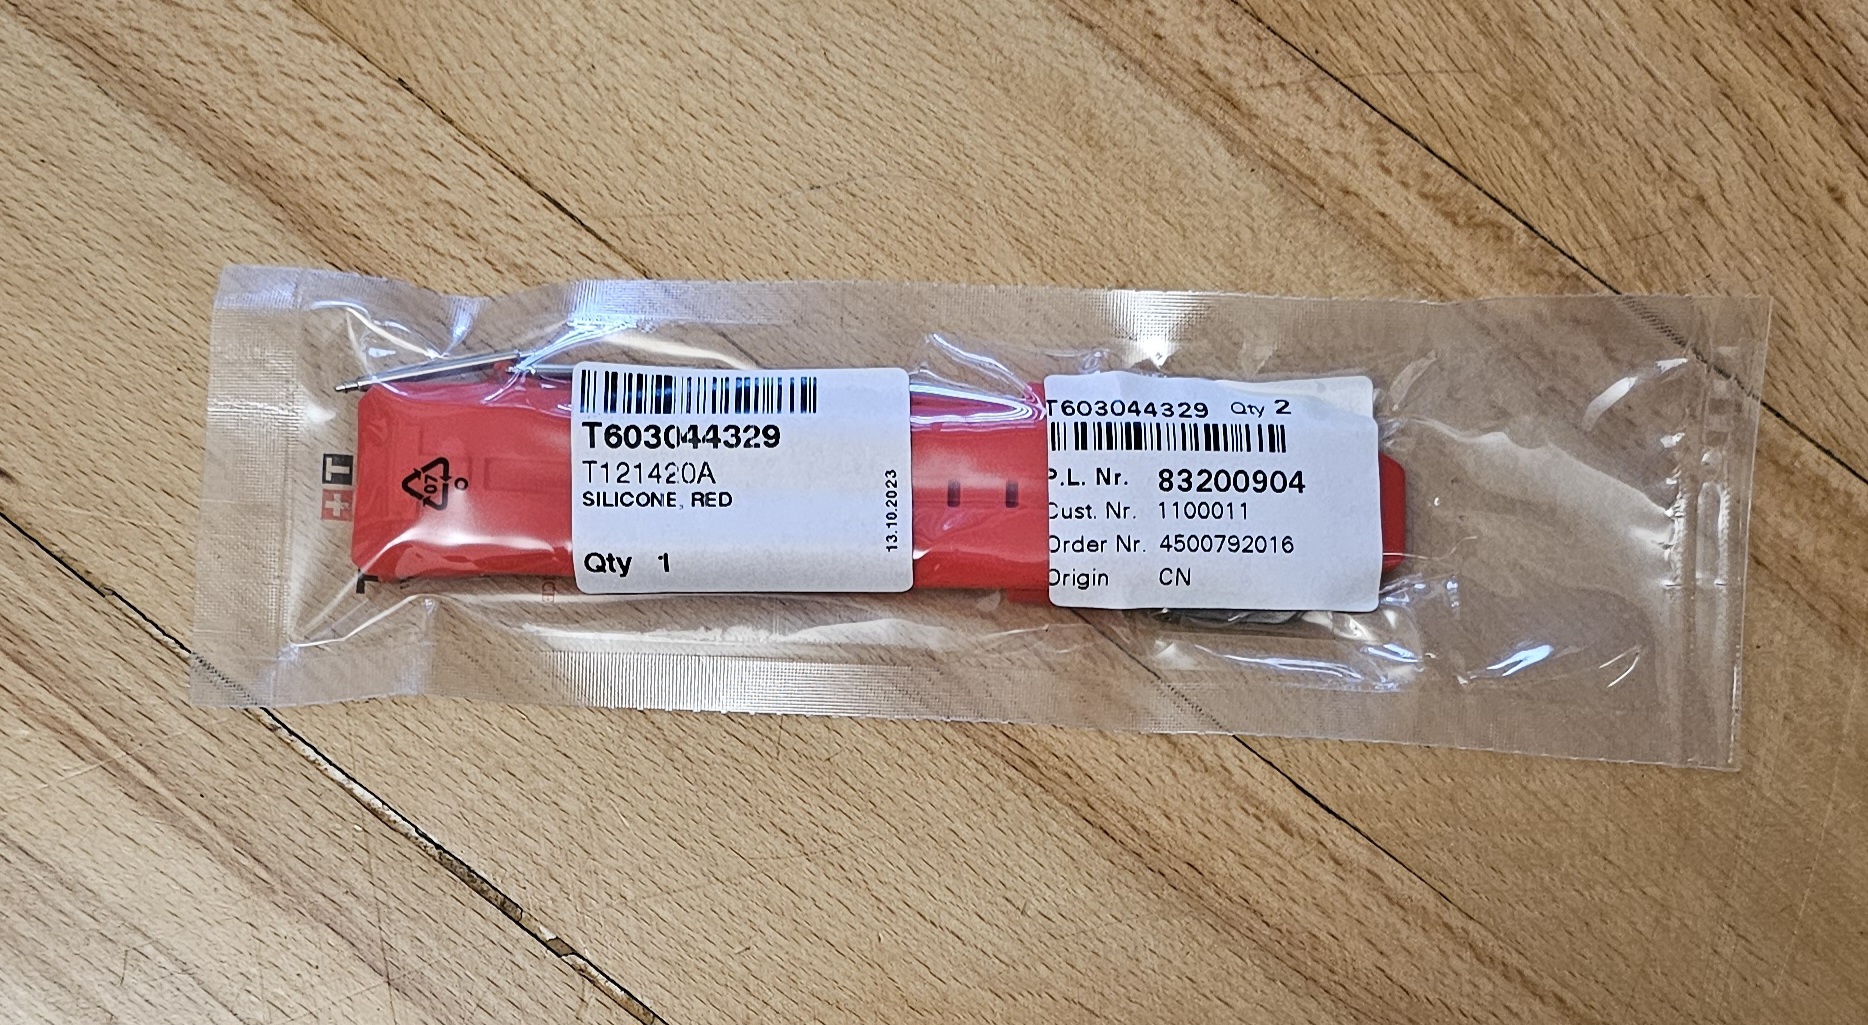 T603044329
T121420A
SILICONE, RED
13.10.2023
Qty 1
T603044329 Qty 2
P.L. Nr. 83200904
Cust. Nr. 1100011
Order Nr. 4500792016
Origin CN
T
07